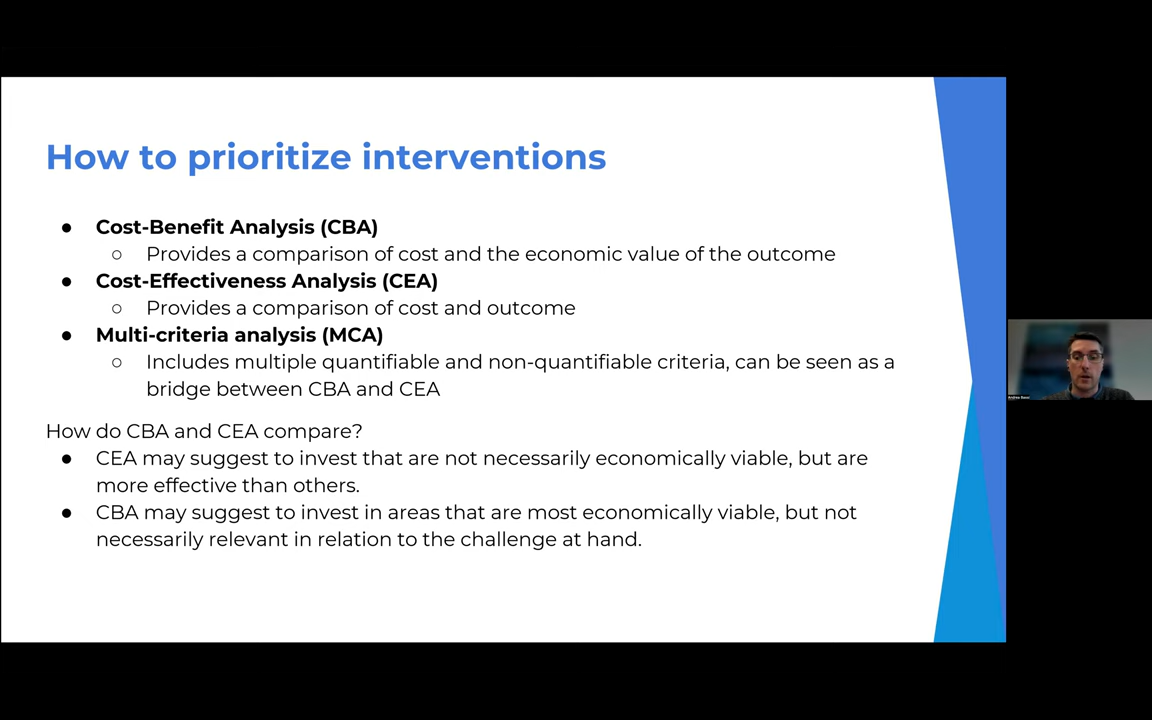 How to prioritize interventions
● Cost-Benefit Analysis (CBA)
○ Provides a comparison of cost and the economic value of the outcome
● Cost-Effectiveness Analysis (CEA)
○ Provides a comparison of cost and outcome
● Multi-criteria analysis (MCA)
○ Includes multiple quantifiable and non-quantifiable criteria, can be seen as a
bridge between CBA and CEA
How do CBA and CEA compare?
● CEA may suggest to invest that are not necessarily economically viable, but are
more effective than others.
● CBA may suggest to invest in areas that are most economically viable, but not
necessarily relevant in relation to the challenge at hand.